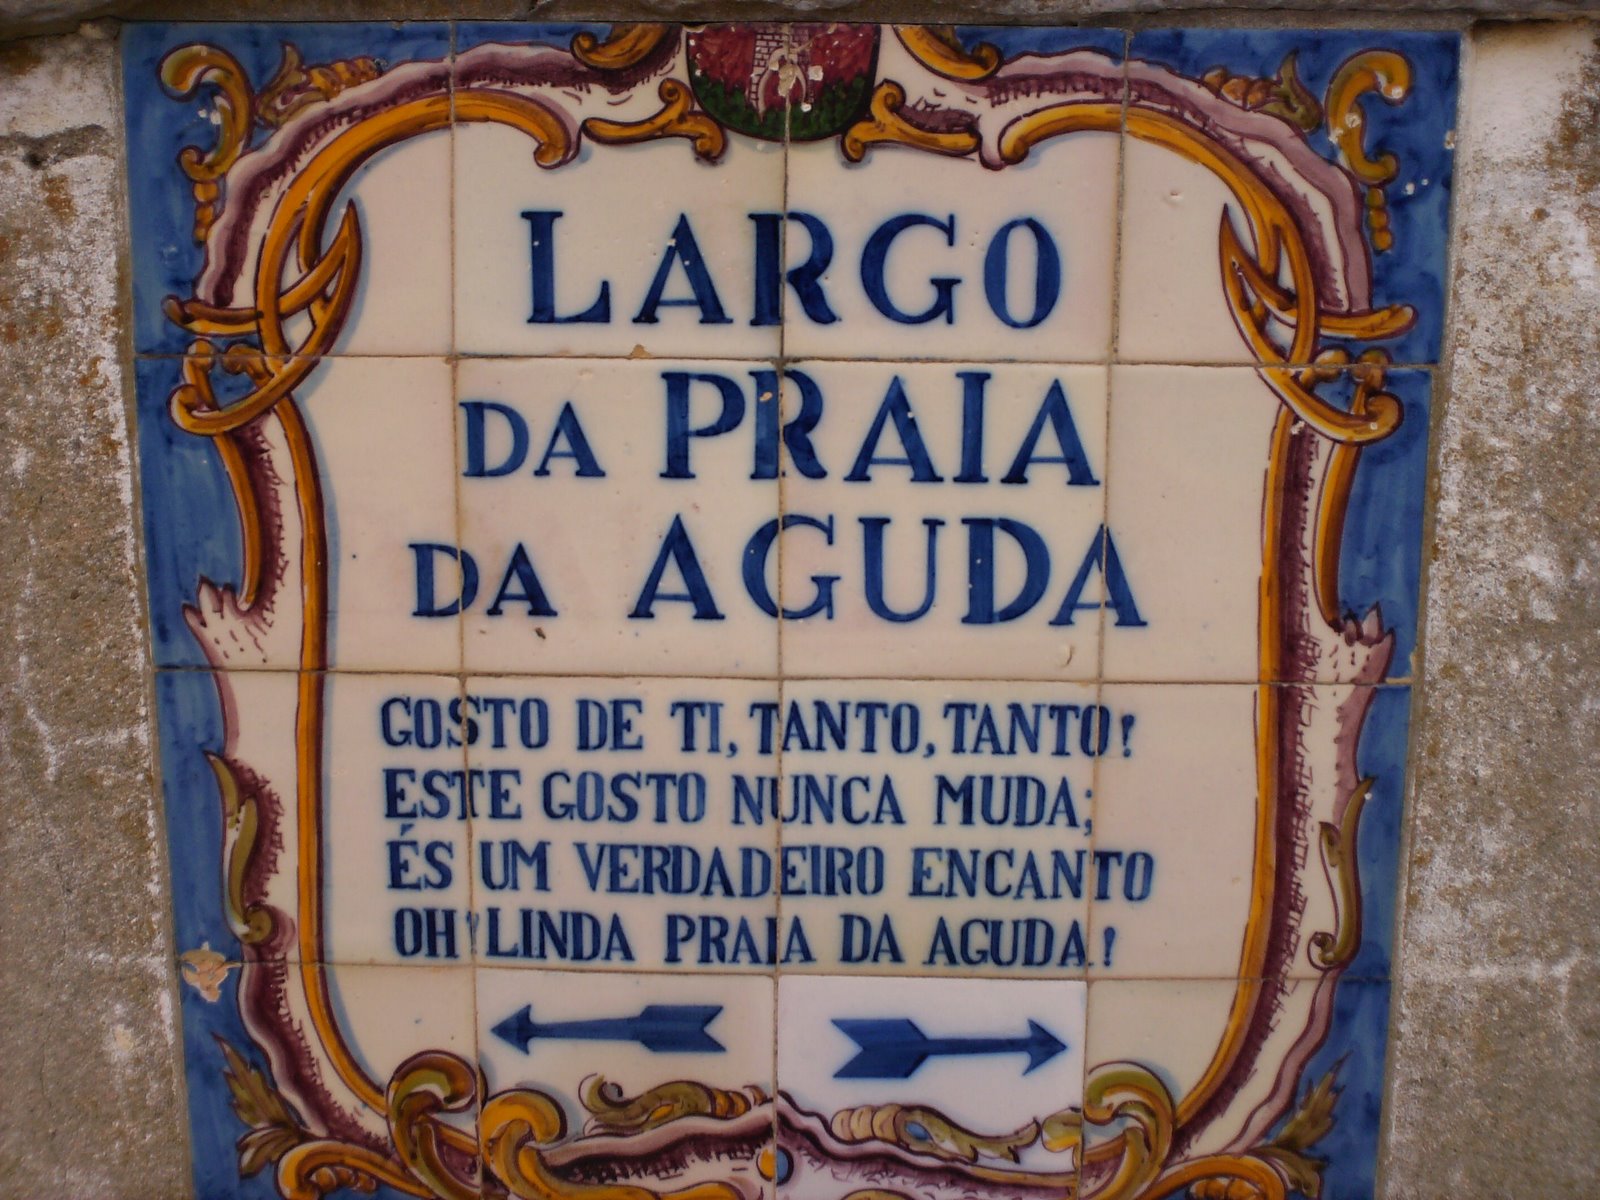 LARGO
DA PRAIA
DA AGUDA
GOSTO DE TI, TANTO, TANTO!
ESTE GOSTO NUNCA MUDA;
ÉS UM VERDADEIRO ENCANTO
OH! LINDA PRAIA DA AGUDA!